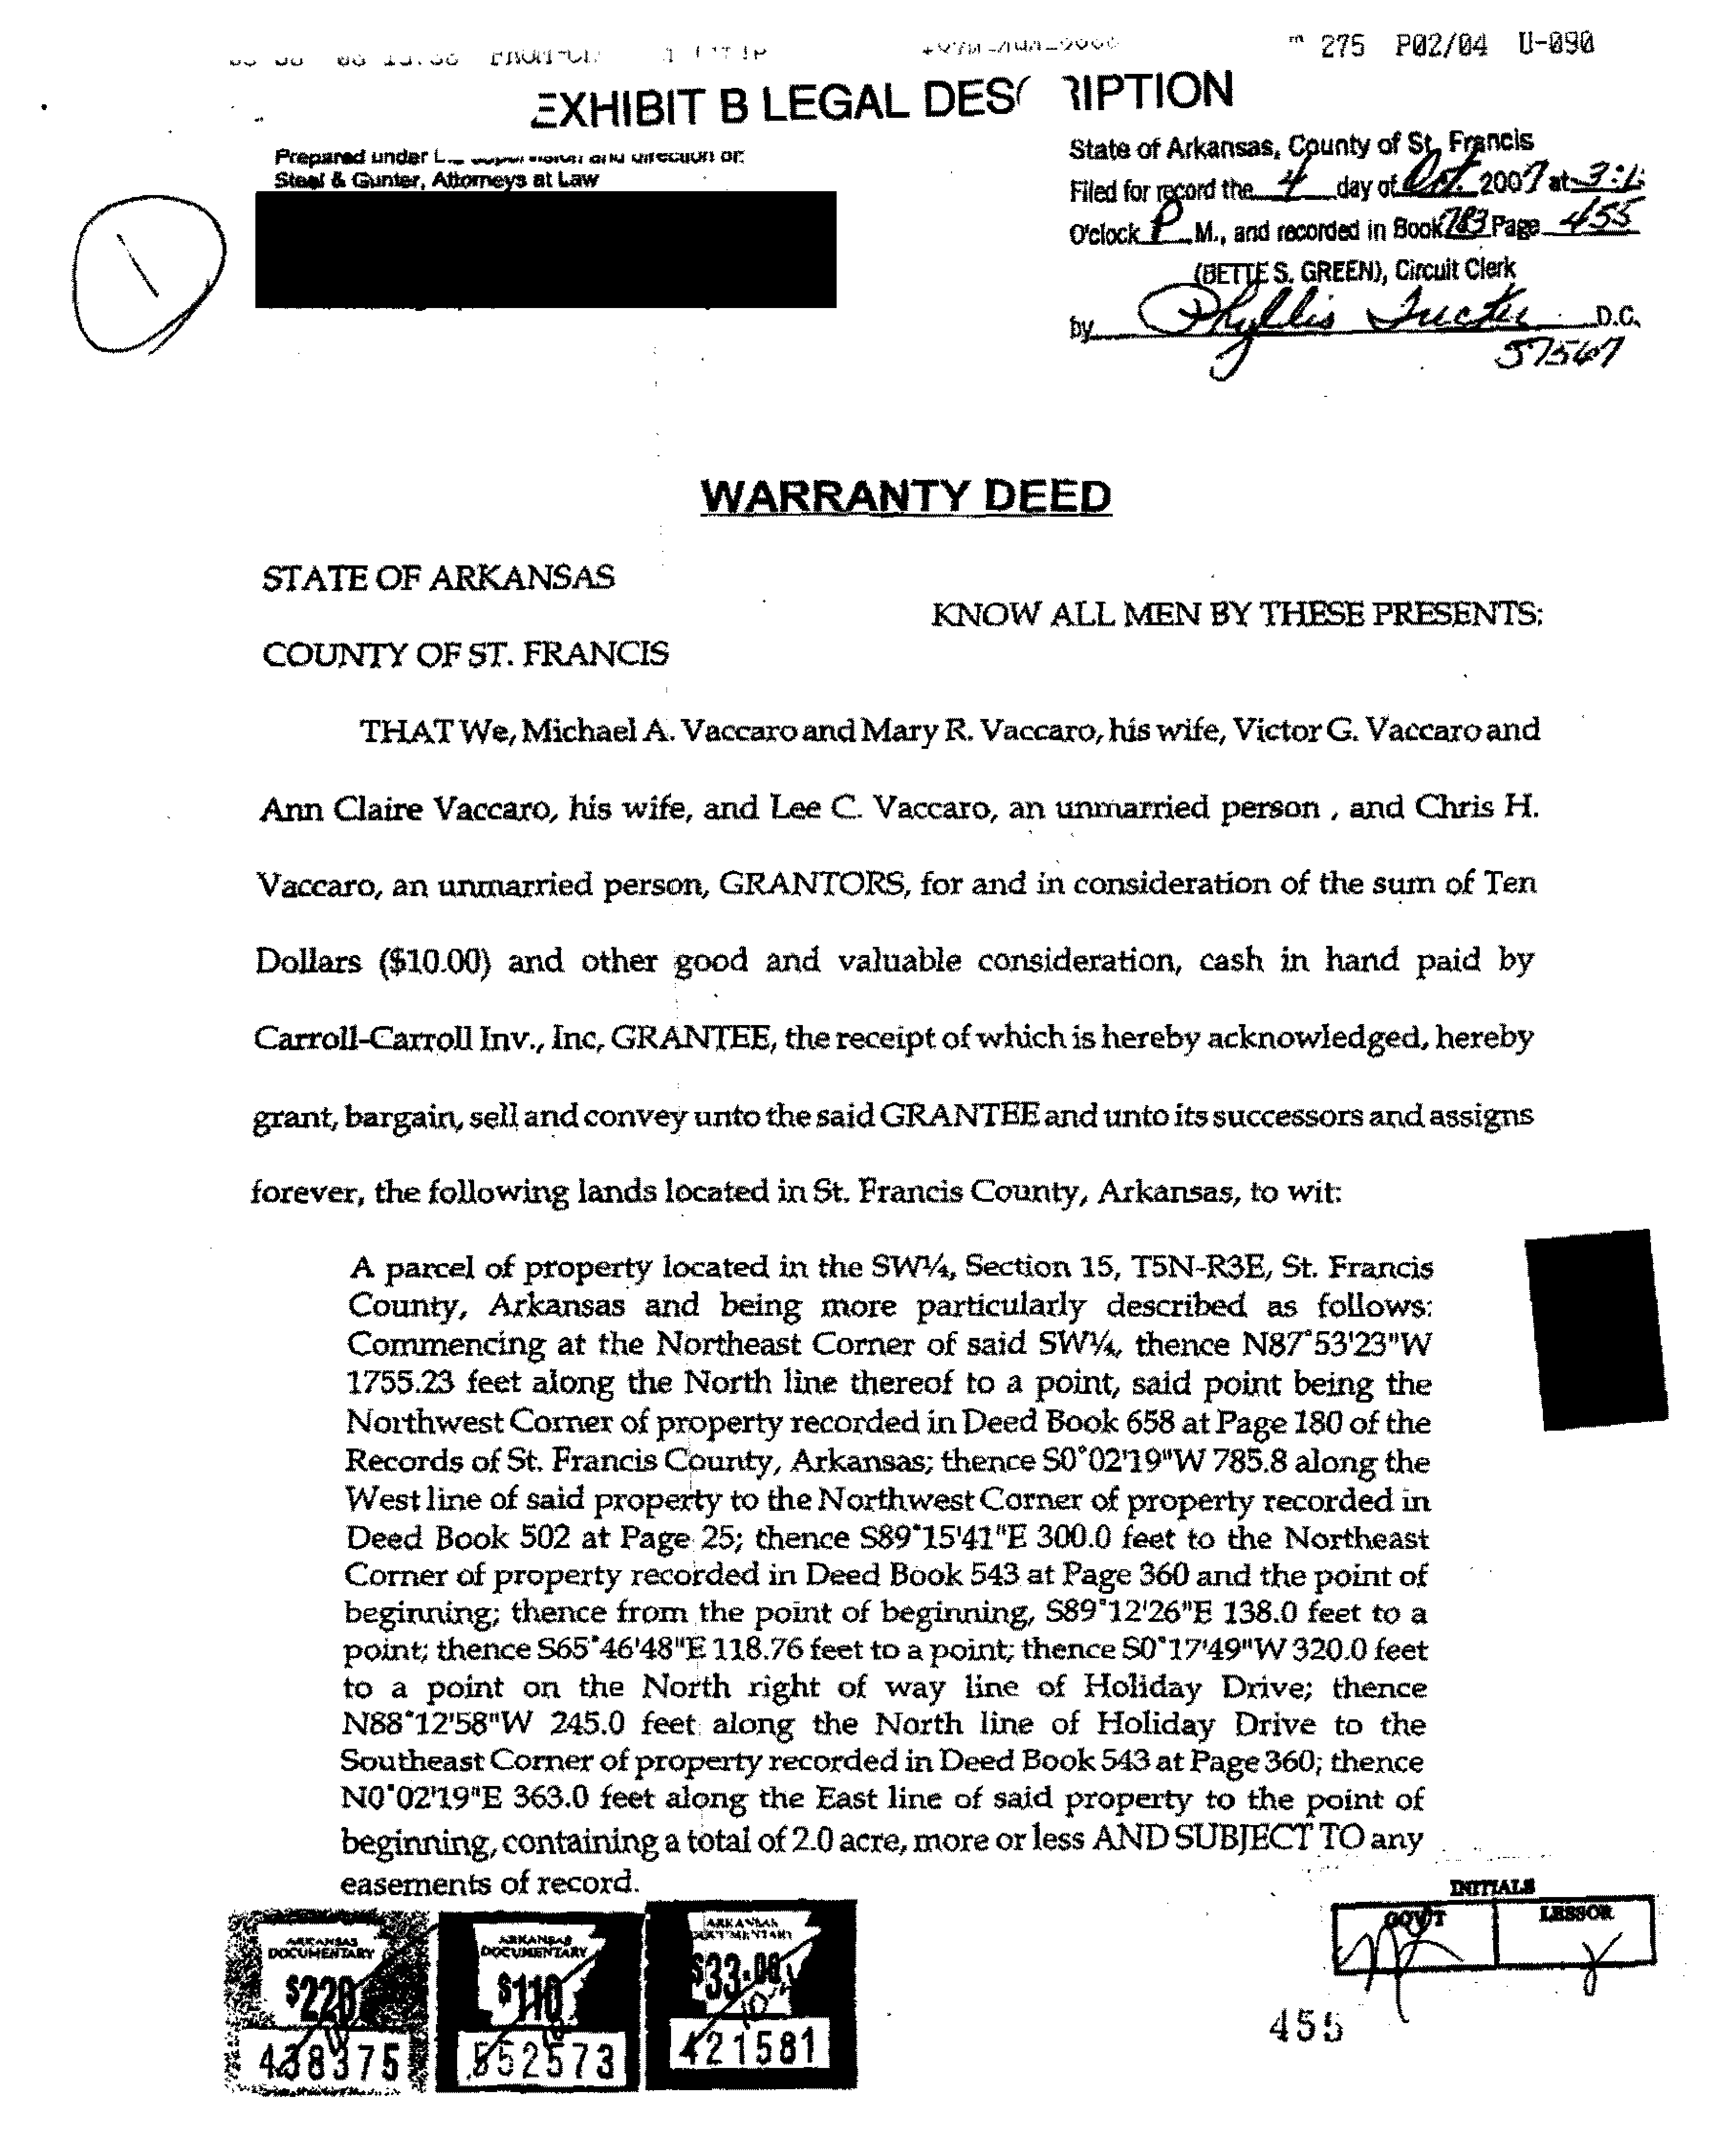 275 P02/04 U-090
EXHIBIT B LEGAL DES RIPTION
Prepared under and direction of:
Steel & Gunter, Attorneys at Law
State of Arkansas, County of St. Francis
Filed for record the 4 day of Oct. 2007 at
O'clock P M., and recorded in Book 783 Page 455
(BETTE S. GREEN), Circuit Clerk
by Phyllis D.C.
57567
WARRANTY DEED
STATE OF ARKANSAS
KNOW ALL MEN BY THESE PRESENTS:
COUNTY OF ST. FRANCIS
THAT We, Michael A. Vaccaro and Mary R. Vaccaro, his wife, Victor G. Vaccaro and
Ann Claire Vaccaro, his wife, and Lee C. Vaccaro, an unmarried person , and Chris H.
Vaccaro, an unmarried person, GRANTORS, for and in consideration of the sum of Ten
Dollars ($10.00) and other good and valuable consideration, cash in hand paid by
Carroll-Carroll Inv., Inc, GRANTEE, the receipt of which is hereby acknowledged, hereby
grant, bargain, sell and convey unto the said GRANTEE and unto its successors and assigns
forever, the following lands located in St. Francis County, Arkansas, to wit:
A parcel of property located in the SW¼, Section 15, T5N-R3E, St. Francis
County, Arkansas and being more particularly described as follows:
Commencing at the Northeast Corner of said SW¼, thence N87°53'23"W
1755.23 feet along the North line thereof to a point, said point being the
Northwest Corner of property recorded in Deed Book 658 at Page 180 of the
Records of St. Francis County, Arkansas; thence S0°02'19"W 785.8 along the
West line of said property to the Northwest Corner of property recorded in
Deed Book 502 at Page 25; thence S89°15'41"E 300.0 feet to the Northeast
Corner of property recorded in Deed Book 543 at Page 360 and the point of
beginning; thence from the point of beginning, S89°12'26"E 138.0 feet to a
point; thence S65°46'48"E 118.76 feet to a point; thence S0°17'49"W 320.0 feet
to a point on the North right of way line of Holiday Drive; thence
N88°12'58"W 245.0 feet along the North line of Holiday Drive to the
Southeast Corner of property recorded in Deed Book 543 at Page 360; thence
N0°02'19"E 363.0 feet along the East line of said property to the point of
beginning, containing a total of 2.0 acre, more or less AND SUBJECT TO any
easements of record.
INITIALS
GOV'T LESSOR
ARKANSAS DOCUMENTARY $220 438375
ARKANSAS DOCUMENTARY $110 552573
ARKANSAS DOCUMENTARY $33.00 421581
455